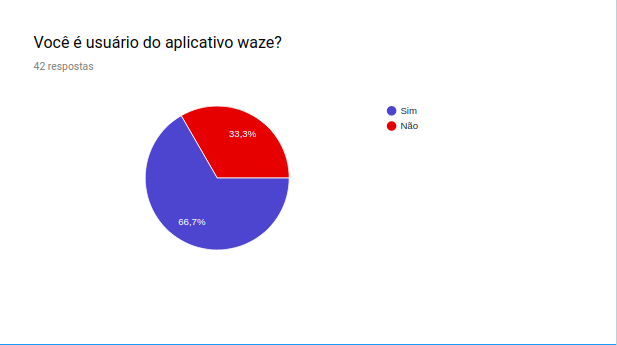 Você é usuário do aplicativo waze?
42 respostas
Sim
Não
33,3%
66,7%